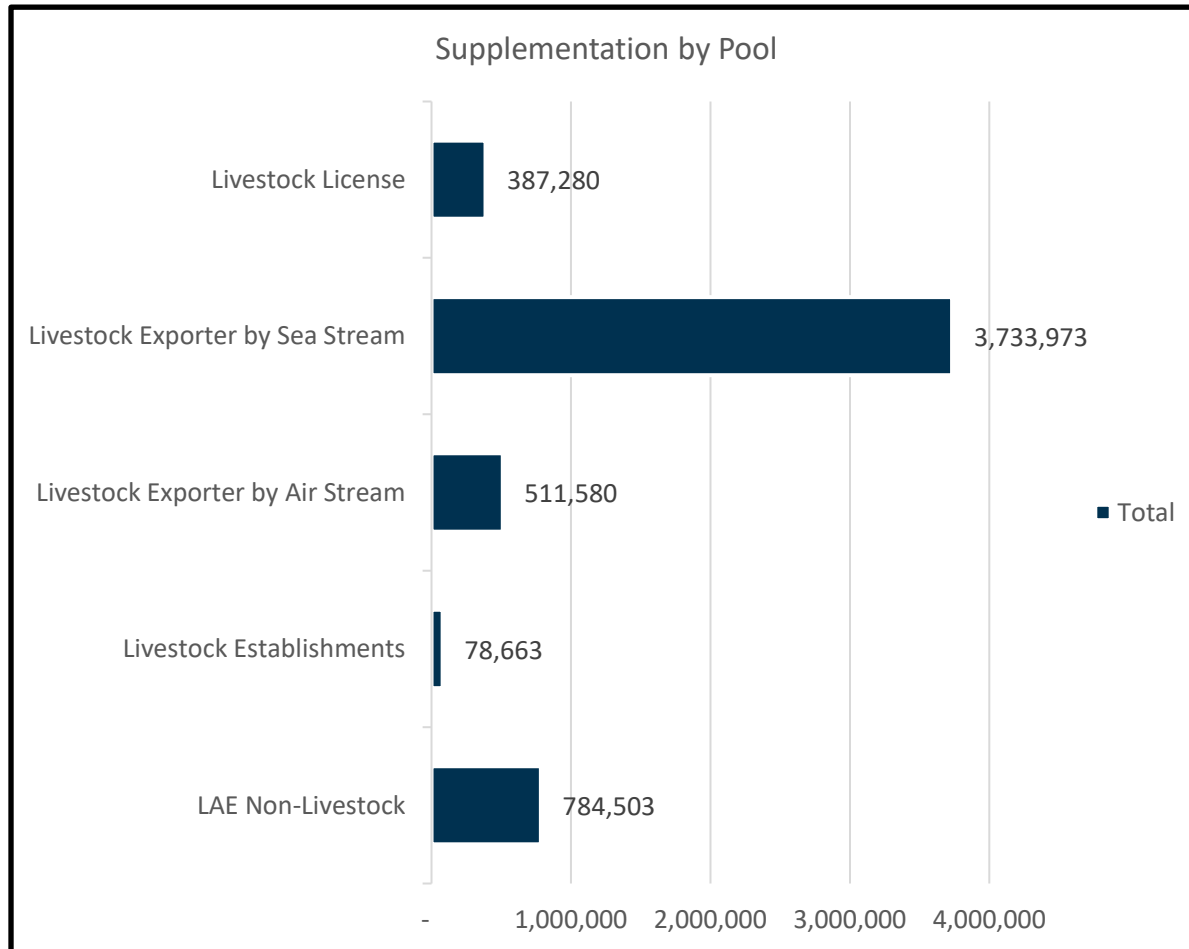 Supplementation by Pool
Livestock License
387,280
Livestock Exporter by Sea Stream
3,733,973
Livestock Exporter by Air Stream
511,580
Total
Livestock Establishments
78,663
LAE Non-Livestock
784,503
- 1,000,000 2,000,000 3,000,000 4,000,000